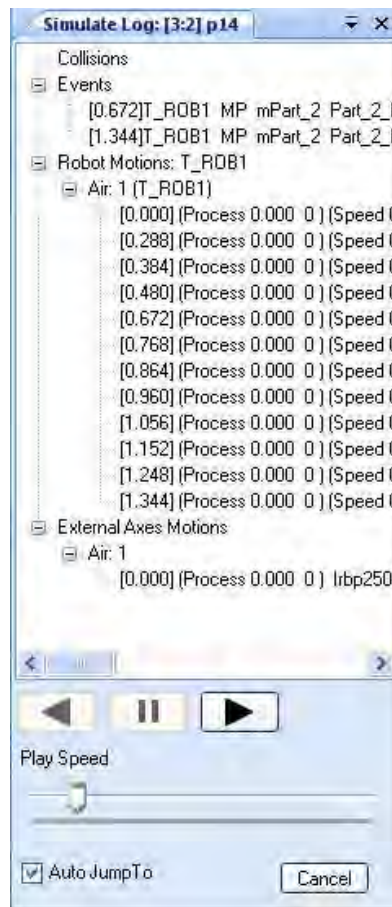 Simulate Log: [3:2] p14
Collisions
Events
[0.672]T_ROB1 MP mPart_2 Part_2_
[1.344]T_ROB1 MP mPart_2 Part_2_
Robot Motions: T_ROB1
Air: 1 (T_ROB1)
[0.000] (Process 0.000 0 ) (Speed
[0.288] (Process 0.000 0 ) (Speed
[0.384] (Process 0.000 0 ) (Speed
[0.480] (Process 0.000 0 ) (Speed
[0.672] (Process 0.000 0 ) (Speed
[0.768] (Process 0.000 0 ) (Speed
[0.864] (Process 0.000 0 ) (Speed
[0.960] (Process 0.000 0 ) (Speed
[1.056] (Process 0.000 0 ) (Speed
[1.152] (Process 0.000 0 ) (Speed
[1.248] (Process 0.000 0 ) (Speed
[1.344] (Process 0.000 0 ) (Speed
External Axes Motions
Air: 1
[0.000] (Process 0.000 0 ) Irbp250
Play Speed
Auto JumpTo
Cancel